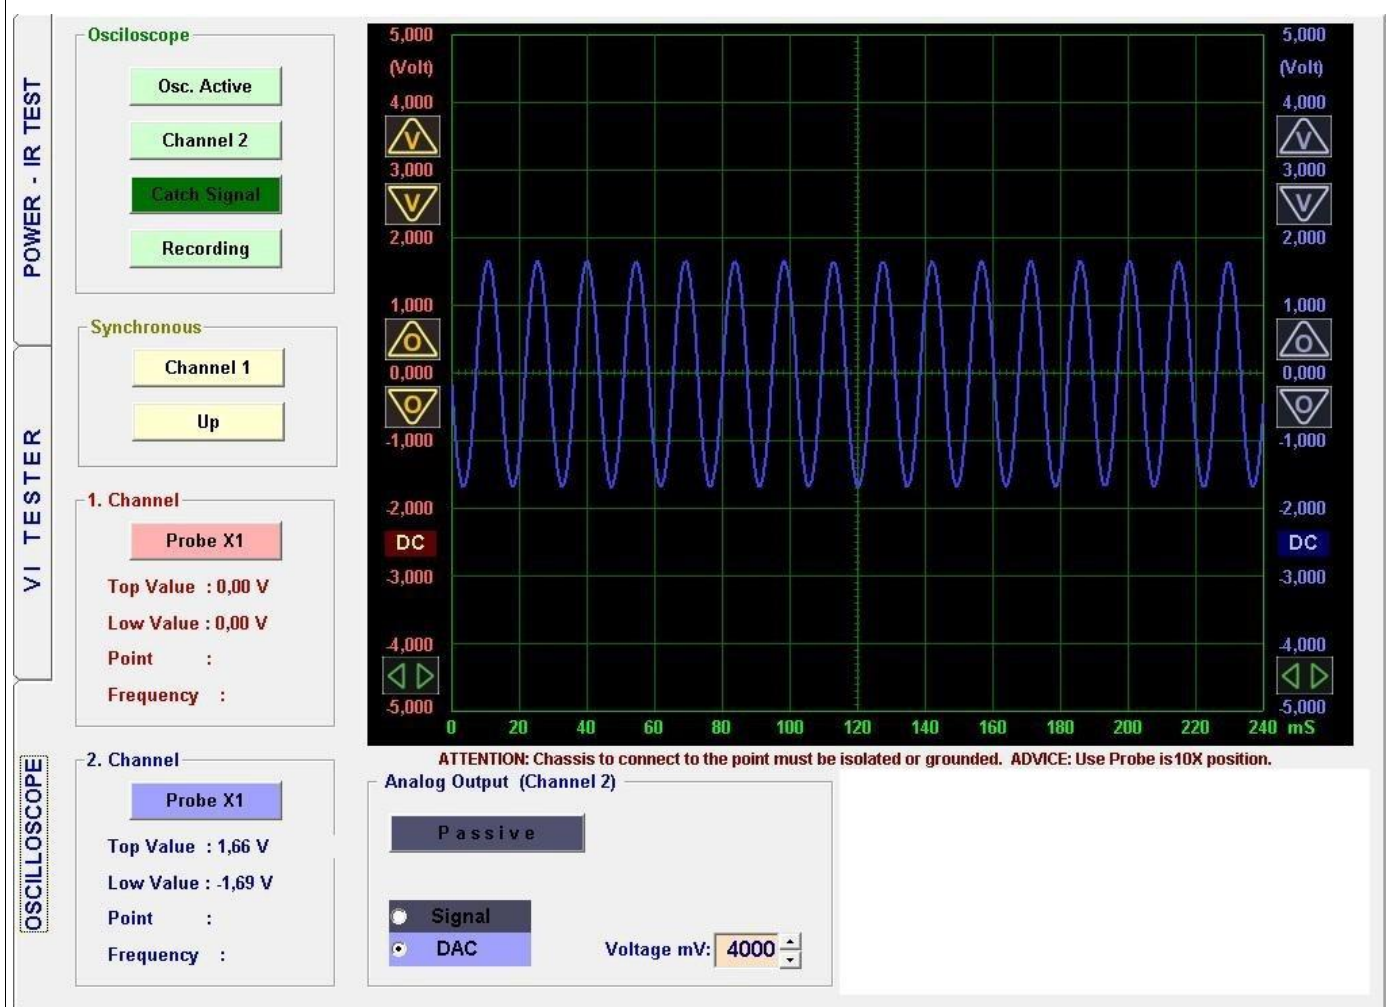 POWER - IR TEST
VI TESTER
OSCILLOSCOPE
Osciloscope
Osc. Active
Channel 2
Catch Signal
Recording
Synchronous
Channel 1
Up
1. Channel
Probe X1
Top Value : 0,00 V
Low Value : 0,00 V
Point :
Frequency :
2. Channel
Probe X1
Top Value : 1,66 V
Low Value : -1,69 V
Point :
Frequency :
5,000
(Volt)
4,000
V
3,000
V
2,000
1,000
O
0,000
O
-1,000
-2,000
DC
-3,000
-4,000
-5,000
5,000
(Volt)
4,000
V
3,000
V
2,000
1,000
O
0,000
O
-1,000
-2,000
DC
-3,000
-4,000
-5,000
0 20 40 60 80 100 120 140 160 180 200 220 240 mS
ATTENTION: Chassis to connect to the point must be isolated or grounded. ADVICE: Use Probe is10X position.
Analog Output (Channel 2)
Passive
Signal
DAC
Voltage mV: 4000